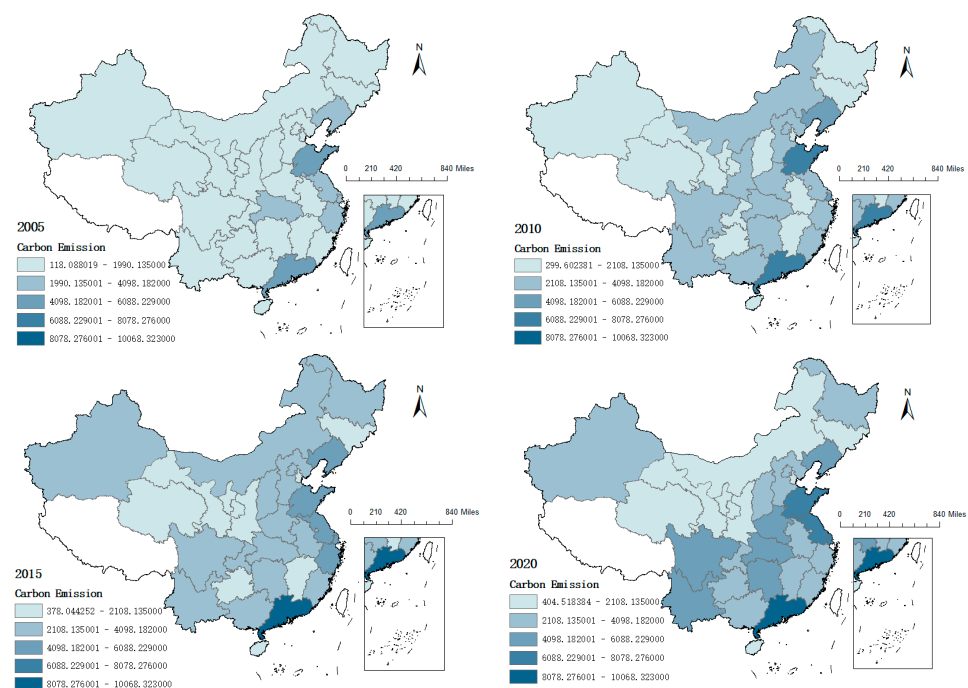 N
0 210 420 840 Miles
2005
Carbon Emission
118.088019 - 1990.135000
1990.135001 - 4098.182000
4098.182001 - 6088.229000
6088.229001 - 8078.276000
8078.276001 - 10068.323000
N
0 210 420 840 Miles
2010
Carbon Emission
299.602381 - 2108.135000
2108.135001 - 4098.182000
4098.182001 - 6088.229000
6088.229001 - 8078.276000
8078.276001 - 10068.323000
N
0 210 420 840 Miles
2015
Carbon Emission
378.044252 - 2108.135000
2108.135001 - 4098.182000
4098.182001 - 6088.229000
6088.229001 - 8078.276000
8078.276001 - 10068.323000
N
0 210 420 840 Miles
2020
Carbon Emission
404.518384 - 2108.135000
2108.135001 - 4098.182000
4098.182001 - 6088.229000
6088.229001 - 8078.276000
8078.276001 - 10068.323000